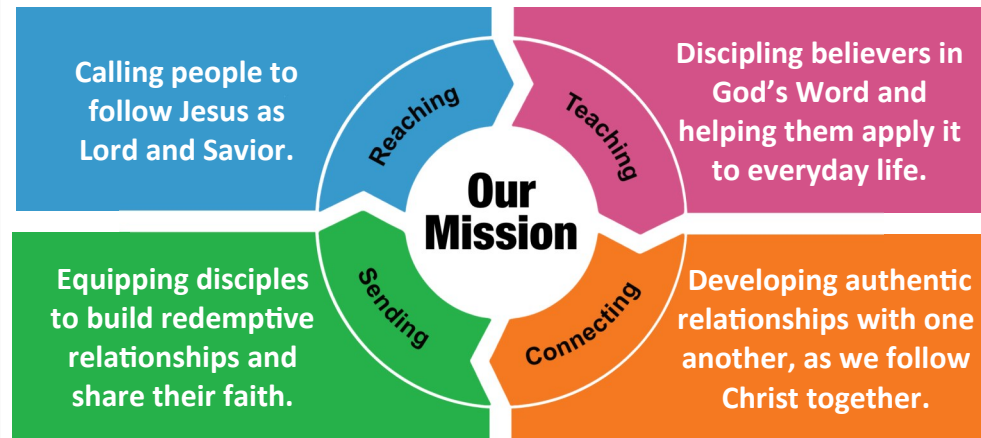 Calling people to
follow Jesus as
Lord and Savior.
Reaching
Teaching
Discipling believers in
God's Word and
helping them apply it
to everyday life.
Our
Mission
Equipping disciples
to build redemptive
relationships and
share their faith.
Sending
Connecting
Developing authentic
relationships with one
another, as we follow
Christ together.